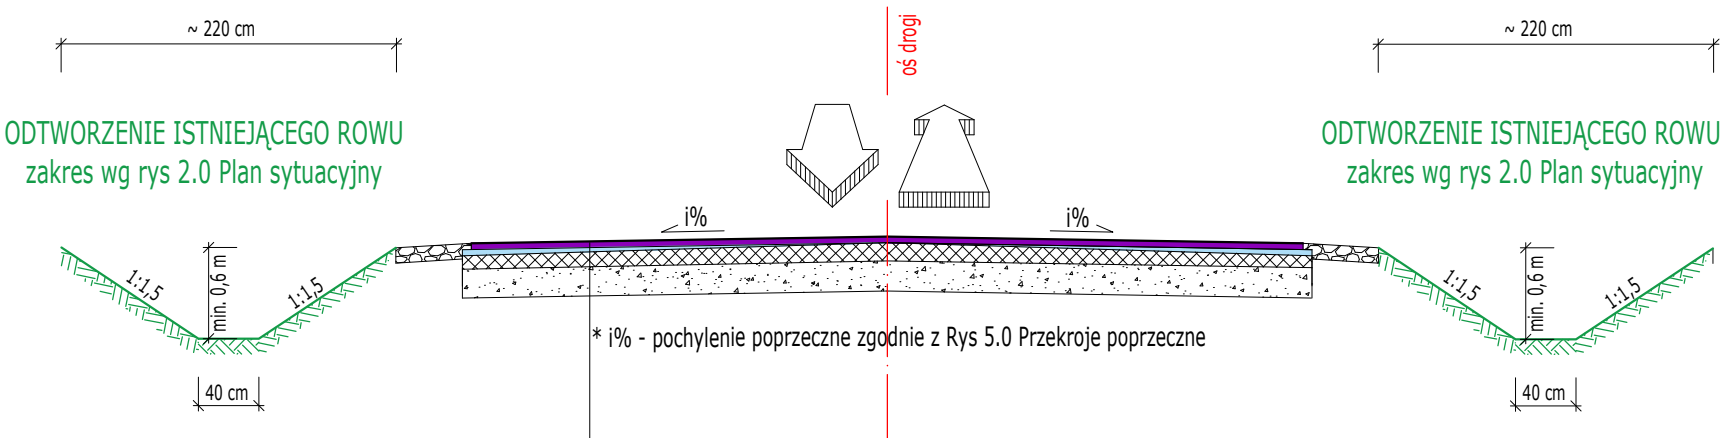 ~ 220 cm
oś drogi
~ 220 cm
ODTWORZENIE ISTNIEJĄCEGO ROWU
zakres wg rys 2.0 Plan sytuacyjny
ODTWORZENIE ISTNIEJĄCEGO ROWU
zakres wg rys 2.0 Plan sytuacyjny
i%
i%
1:1,5
min. 0,6 m
1:1,5
1:1,5
min. 0,6 m
1:1,5
* i% - pochylenie poprzeczne zgodnie z Rys 5.0 Przekroje poprzeczne
40 cm
40 cm